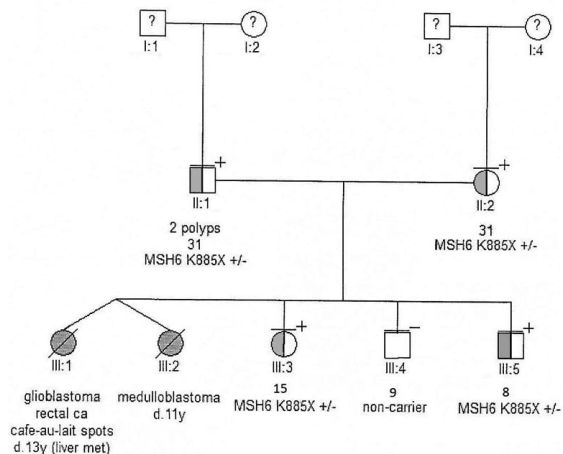 ?
?
?
?
I:1
I:2
I:3
I:4
+
+
II:1
II:2
2 polyps
31
MSH6 K885X +/-
31
MSH6 K885X +/-
+
-
+
III:1
III:2
III:3
III:4
III:5
glioblastoma
rectal ca
cafe-au-lait spots
d.13y (liver met)
medulloblastoma
d.11y
15
MSH6 K885X +/-
9
non-carrier
8
MSH6 K885X +/-